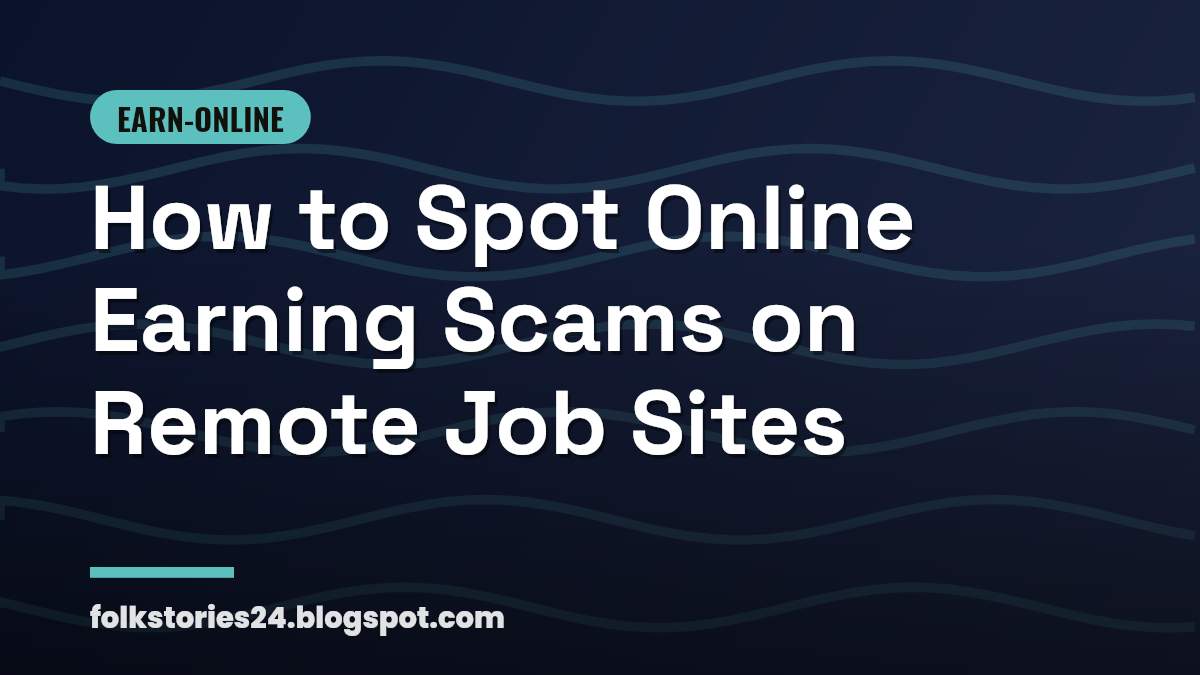 EARN-ONLINE
How to Spot Online
Earning Scams on
Remote Job Sites
folkstories24.blogspot.com